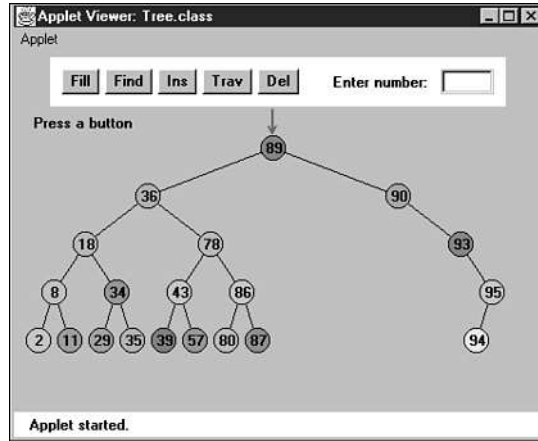 Applet Viewer: Tree.class
Applet
Fill Find Ins Trav Del Enter number:
Press a button
89
36 90
18 78 93
8 34 43 86 95
2 11 29 35 39 57 80 87 94
Applet started.